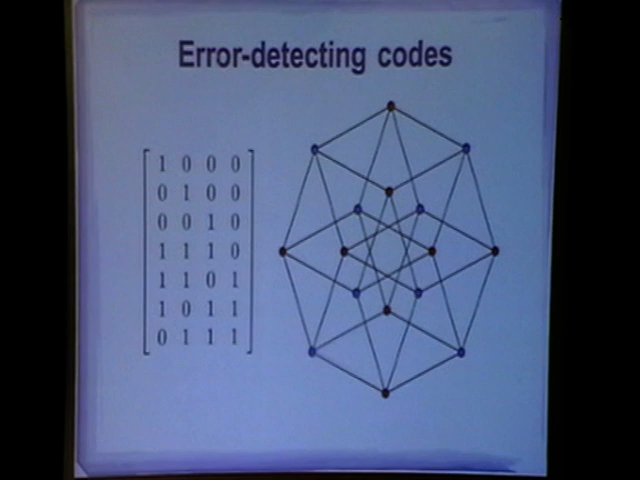 Error-detecting codes
1 0 0 0
0 1 0 0
0 0 1 0
1 1 1 0
1 1 0 1
1 0 1 1
0 1 1 1